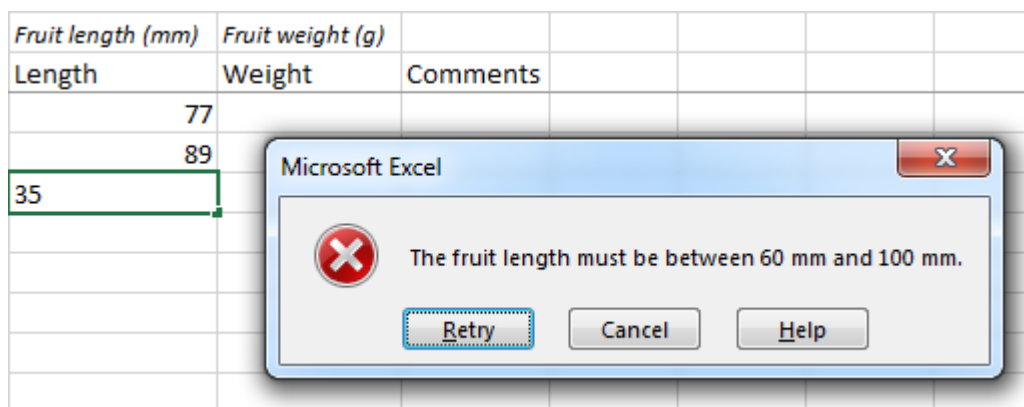 Fruit length (mm) Fruit weight (g)
Length Weight Comments
77
89
Microsoft Excel
X
35
The fruit length must be between 60 mm and 100 mm.
Retry Cancel Help